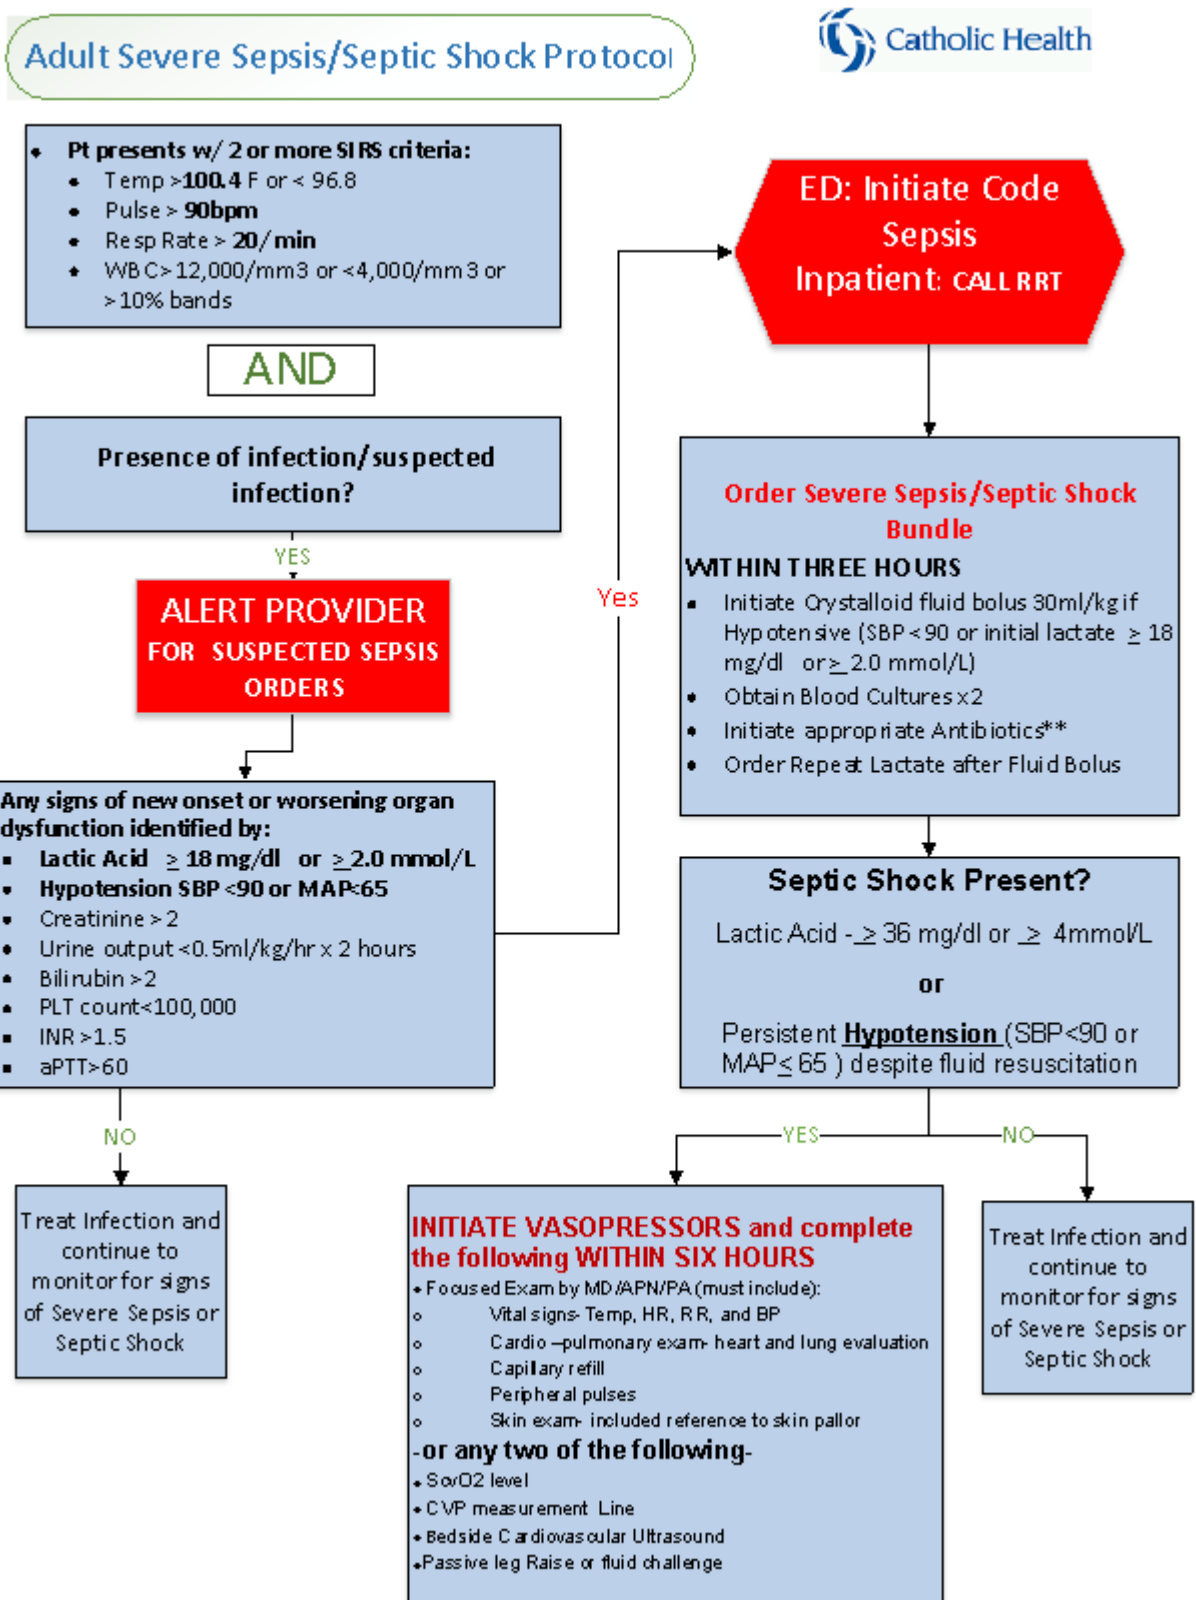 Adult Severe Sepsis/Septic Shock Protocol
Catholic Health
• Pt presents w/ 2 or more SIRS criteria:
• Temp >100.4 F or < 96.8
• Pulse > 90bpm
• Resp Rate > 20/min
• WBC>12,000/mm3 or <4,000/mm3 or
>10% bands
AND
Presence of infection/suspected
infection?
YES
ALERT PROVIDER
FOR SUSPECTED SEPSIS
ORDERS
Any signs of new onset or worsening organ
dysfunction identified by:
▪ Lactic Acid ≥ 18 mg/dl or ≥ 2.0 mmol/L
• Hypotension SBP <90 or MAP<65
• Creatinine > 2
• Urine output <0.5ml/kg/hr x 2 hours
• Bilirubin >2
• PLT count<100,000
▪ INR >1.5
▪ aPTT>60
NO
Treat Infection and
continue to
monitor for signs
of Severe Sepsis or
Septic Shock
Yes
ED: Initiate Code
Sepsis
Inpatient: CALL RRT
Order Severe Sepsis/Septic Shock
Bundle
WITHIN THREE HOURS
• Initiate Crystalloid fluid bolus 30ml/kg if
Hypotensive (SBP <90 or initial lactate ≥ 18
mg/dl or ≥ 2.0 mmol/L)
• Obtain Blood Cultures x2
• Initiate appropriate Antibiotics**
• Order Repeat Lactate after Fluid Bolus
Septic Shock Present?
Lactic Acid - ≥ 36 mg/dl or ≥ 4mmol/L
or
Persistent Hypotension (SBP<90 or
MAP≤ 65 ) despite fluid resuscitation
YES
NO
INITIATE VASOPRESSORS and complete
the following WITHIN SIX HOURS
• Focused Exam by MD/APN/PA (must include):
o Vital signs- Temp, HR, RR, and BP
o Cardio –pulmonary exam- heart and lung evaluation
o Capillary refill
o Peripheral pulses
o Skin exam- included reference to skin pallor
-or any two of the following-
• ScvO2 level
• CVP measurement Line
• Bedside Cardiovascular Ultrasound
•Passive leg Raise or fluid challenge
Treat Infection and
continue to
monitor for signs
of Severe Sepsis or
Septic Shock